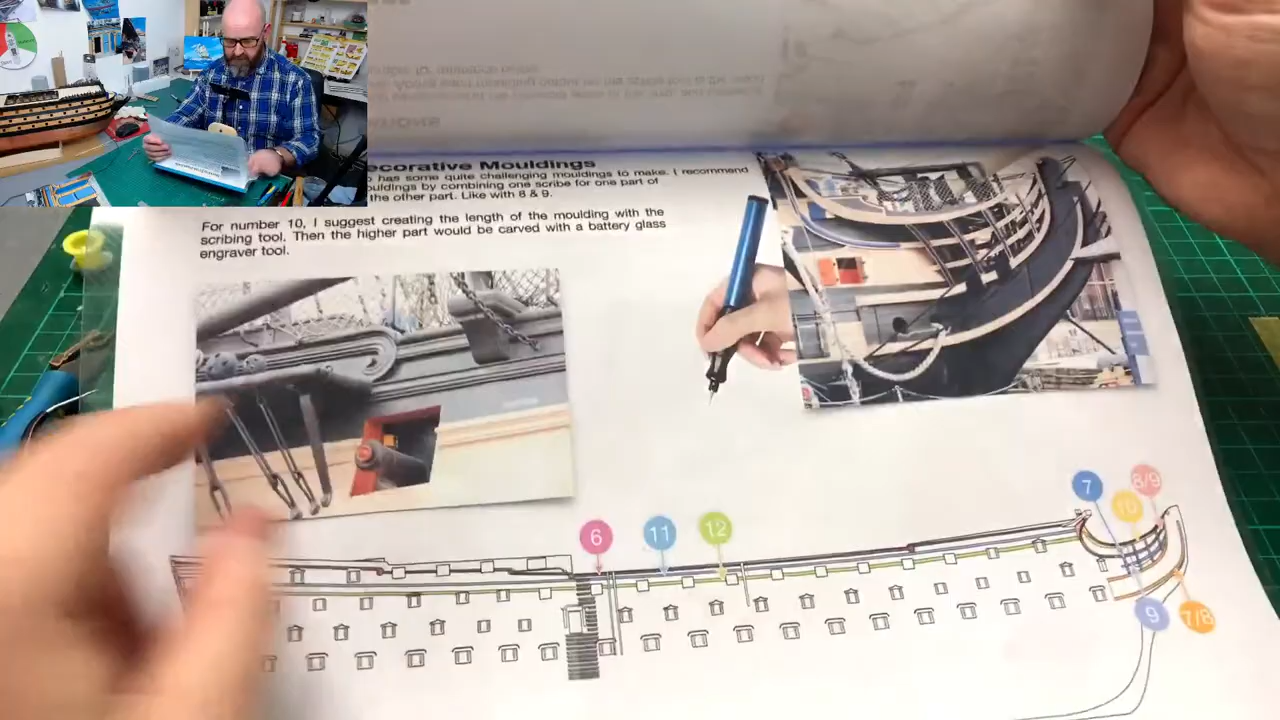 ecorative Mouldings
has some quite challenging mouldings to make. I recommend
ouldings by combining one scribe for one part of
the other part. Like with 8 & 9.
For number 10, I suggest creating the length of the moulding with the
scribing tool. Then the higher part would be carved with a battery glass
engraver tool.
7
8/9
10
6
11
12
9
7/8